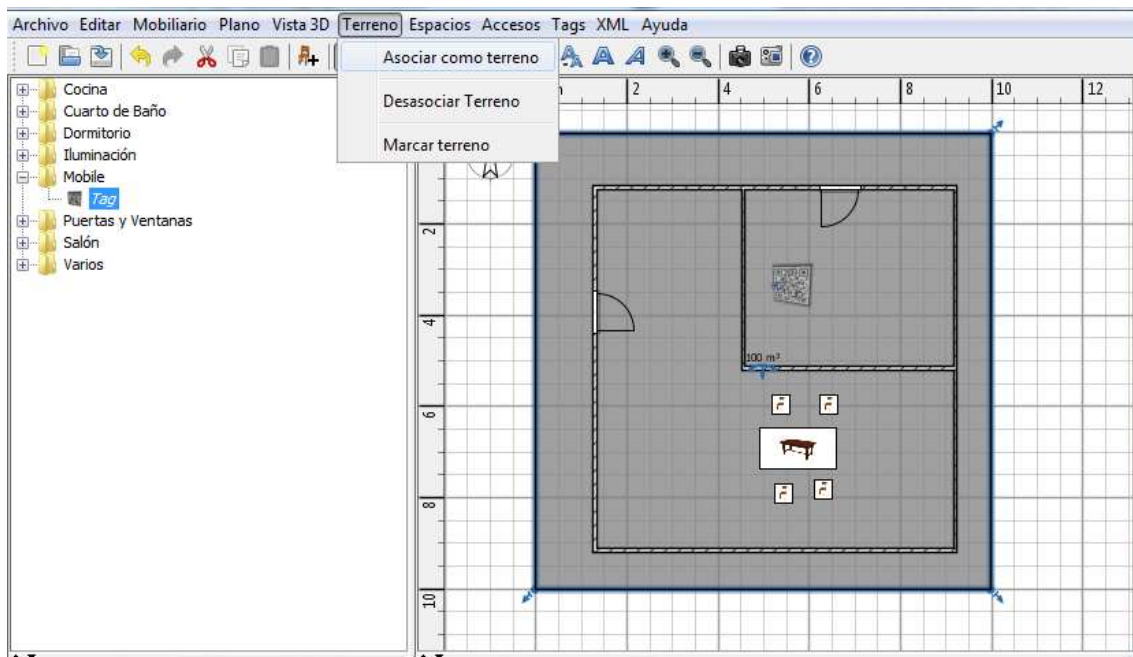 Archivo Editar Mobiliario Plano Vista 3D Terreno Espacios Accesos Tags XML Ayuda
Asociar como terreno
Desasociar Terreno
Marcar terreno
Cocina
Cuarto de Baño
Dormitorio
Iluminación
Mobile
Tag
Puertas y Ventanas
Salón
Varios
2 4 6 8 10 12
2
4
6
8
10
100 m²